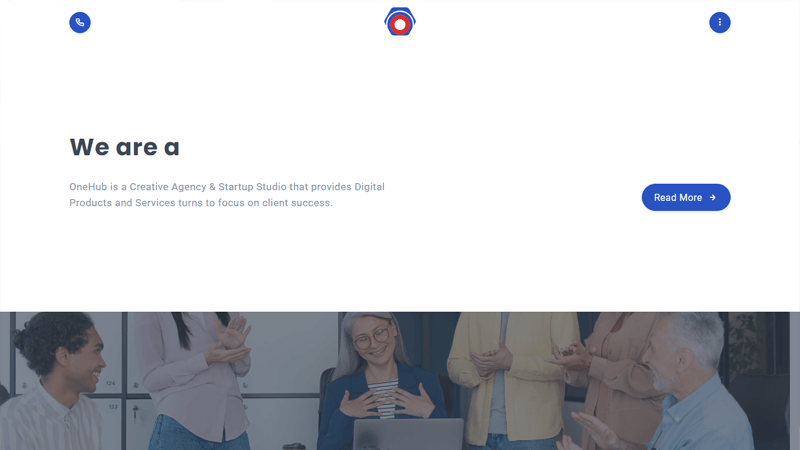 We are a
OneHub is a Creative Agency & Startup Studio that provides Digital
Products and Services turns to focus on client success.
Read More
124